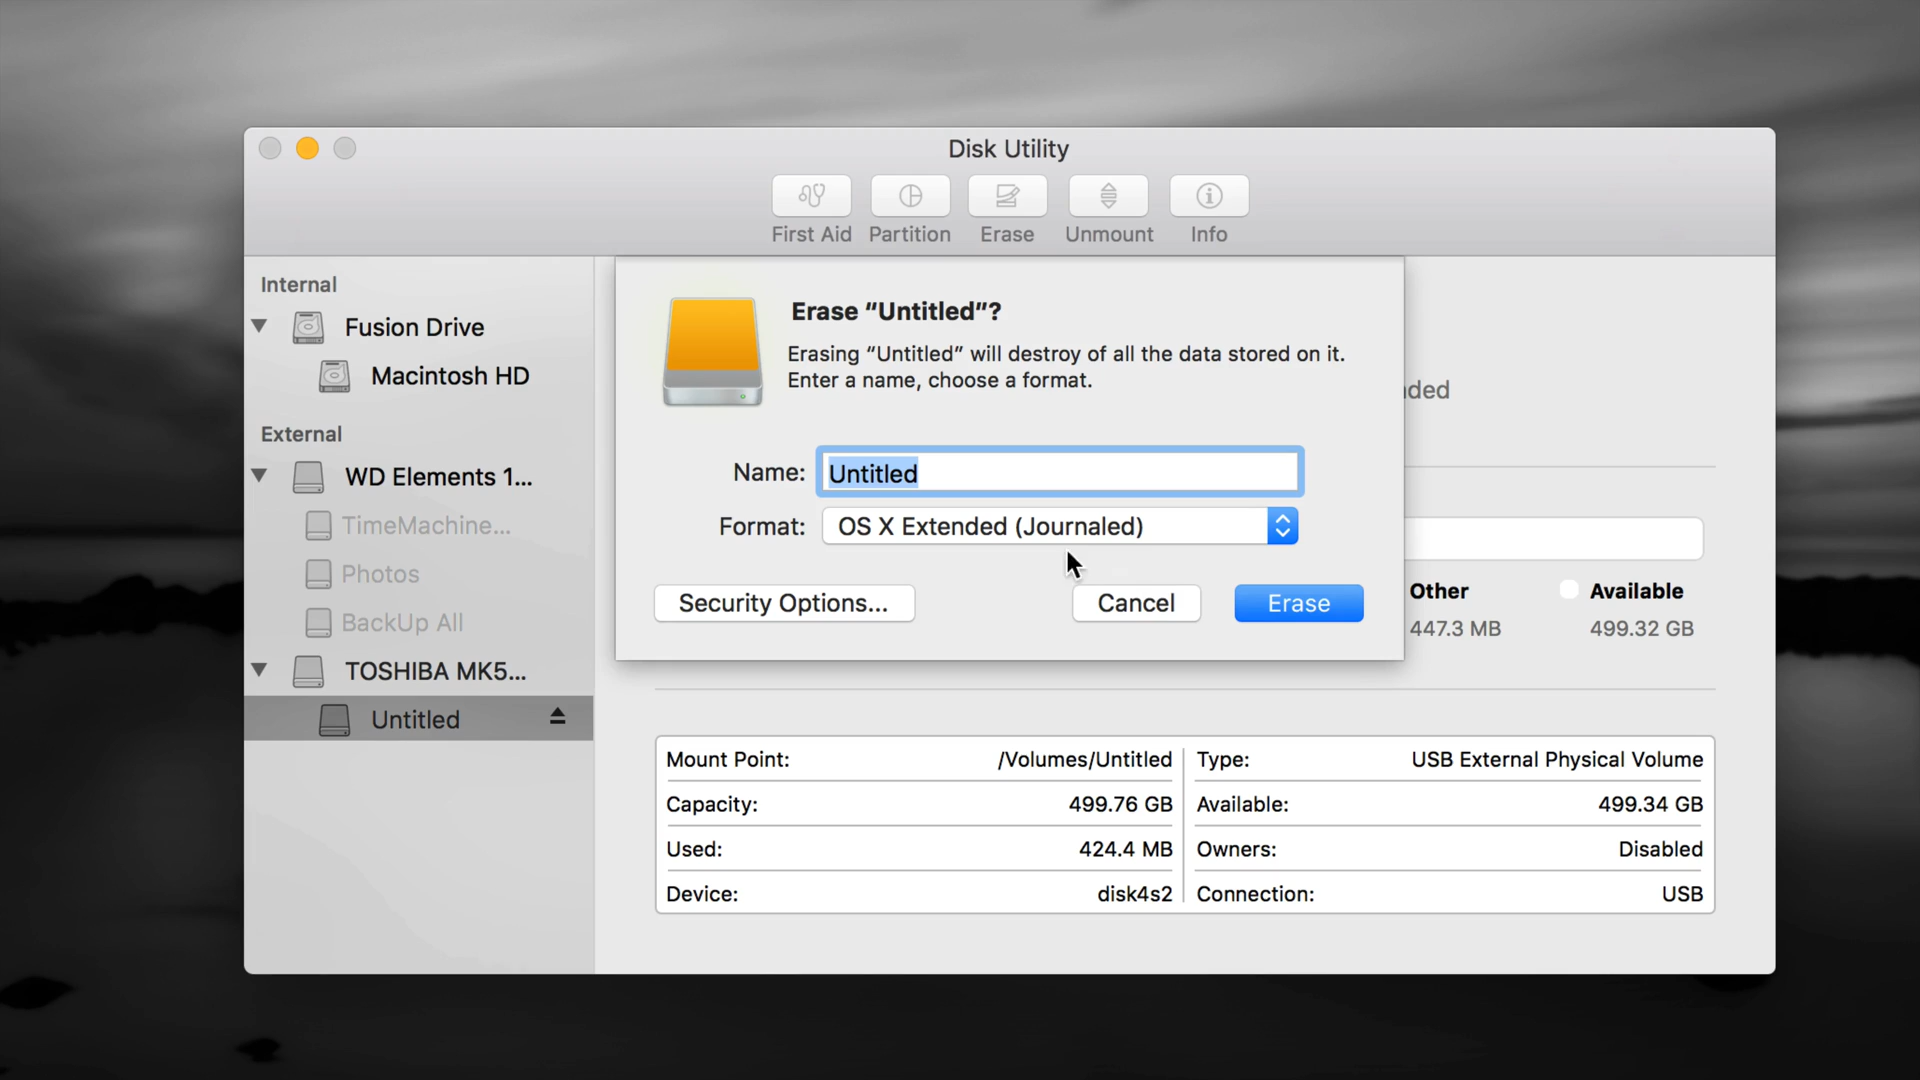 Disk Utility
First Aid
Partition
Erase
Unmount
Info
Internal
Fusion Drive
Macintosh HD
External
WD Elements 1...
TimeMachine...
Photos
BackUp All
TOSHIBA MK5...
Untitled
Erase “Untitled”?
Erasing “Untitled” will destroy of all the data stored on it.
Enter a name, choose a format.
Name: Untitled
Format: OS X Extended (Journaled)
Security Options...
Cancel
Erase
Other
447.3 MB
Available
499.32 GB
Mount Point: /Volumes/Untitled
Capacity: 499.76 GB
Used: 424.4 MB
Device: disk4s2
Type: USB External Physical Volume
Available: 499.34 GB
Owners: Disabled
Connection: USB